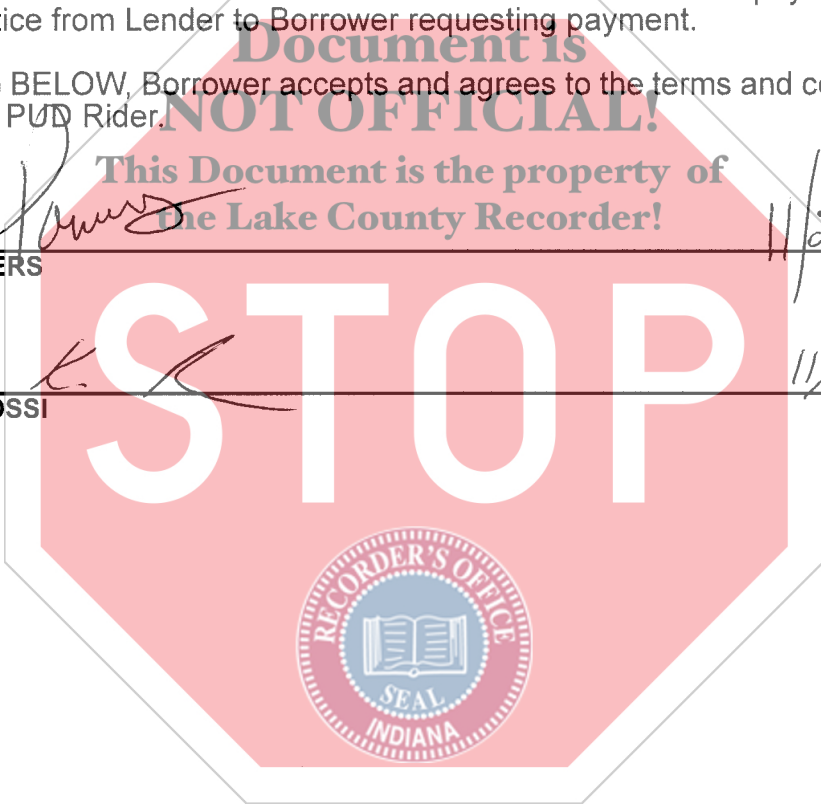 tice from Lender to Borrower requesting payment.
Document is
BELOW, Borrower accepts and agrees to the terms and co
PUD Rider.
NOT OFFICIAL!
This Document is the property of
the Lake County Recorder!
ERS
STOP
OSSI
RECORDER'S OFFICE
SEAL
INDIANA